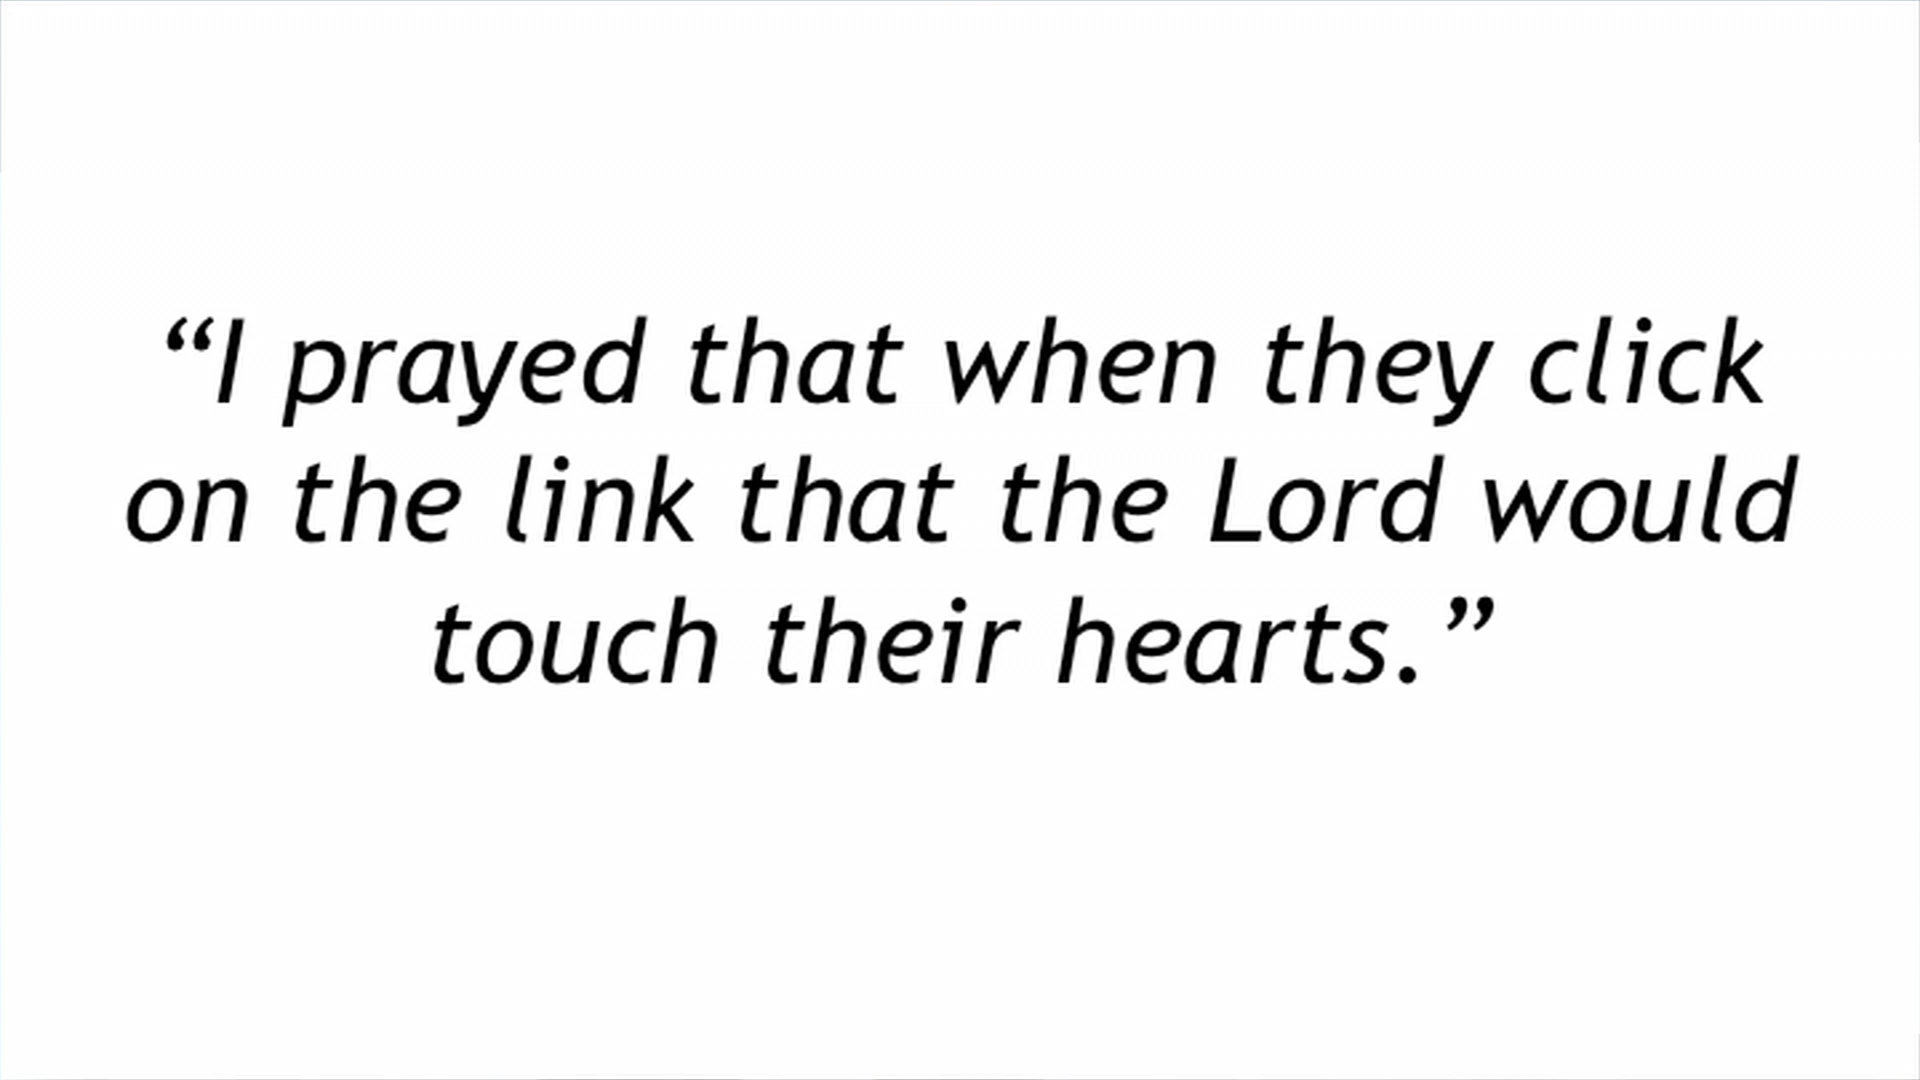 “I prayed that when they click
on the link that the Lord would
touch their hearts.”